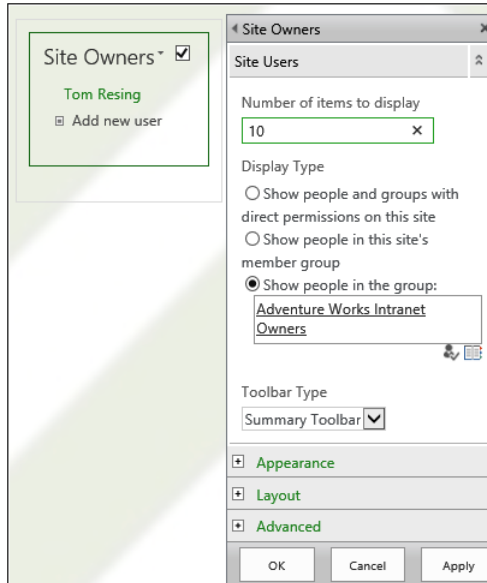 Site Owners
Tom Resing
Add new user
Site Owners
Site Users
Number of items to display
10
Display Type
Show people and groups with
direct permissions on this site
Show people in this site's
member group
Show people in the group:
Adventure Works Intranet
Owners
Toolbar Type
Summary Toolbar
Appearance
Layout
Advanced
OK
Cancel
Apply